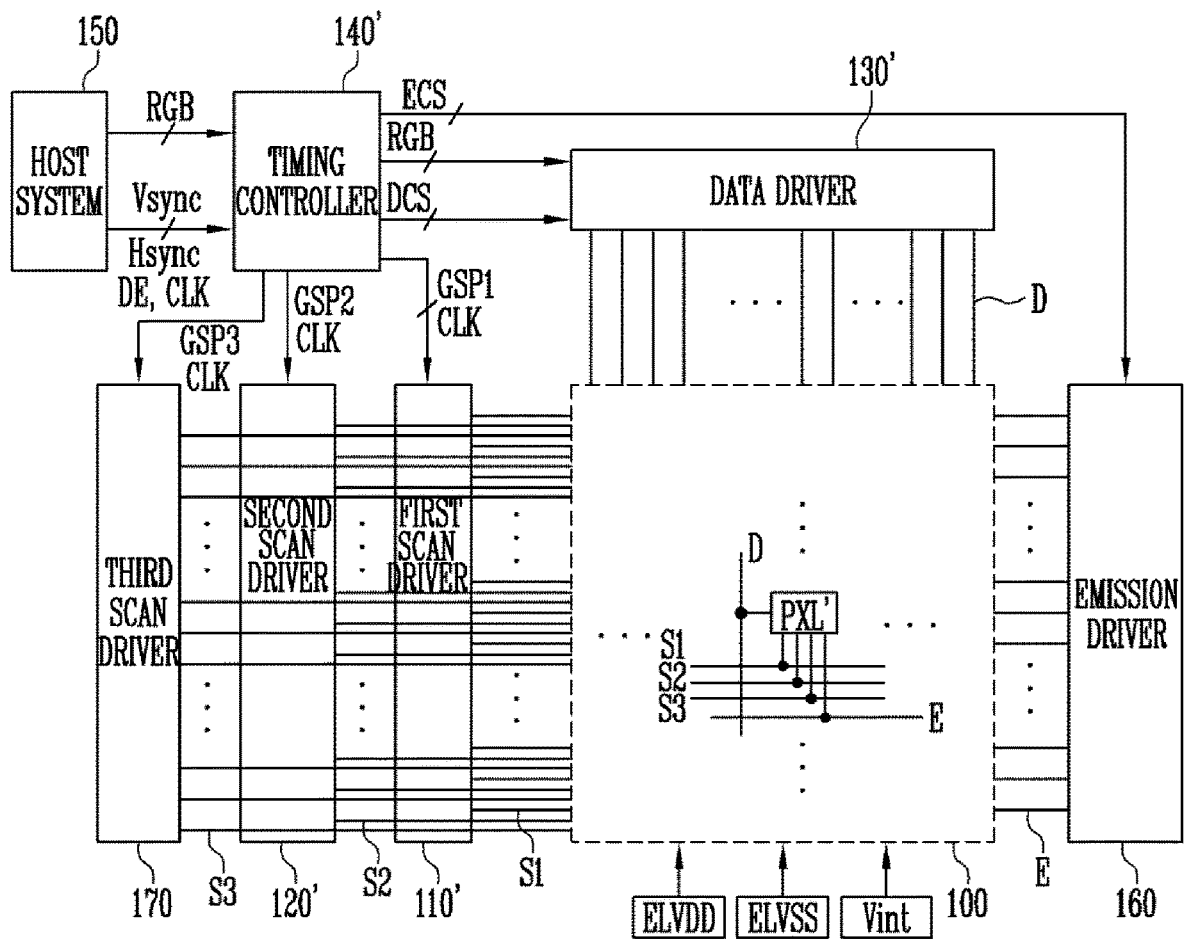 150
140'
130'
HOST
SYSTEM
RGB
Vsync
Hsync
DE, CLK
TIMING
CONTROLLER
ECS
RGB
DCS
DATA DRIVER
GSP3
CLK
GSP2
CLK
GSP1
CLK
. . .
. . .
D
THIRD
SCAN
DRIVER
SECOND
SCAN
DRIVER
FIRST
SCAN
DRIVER
D
PXL'
S1
S2
S3
E
EMISSION
DRIVER
170
S3
120'
S2
110'
S1
ELVDD
ELVSS
Vint
100
E
160